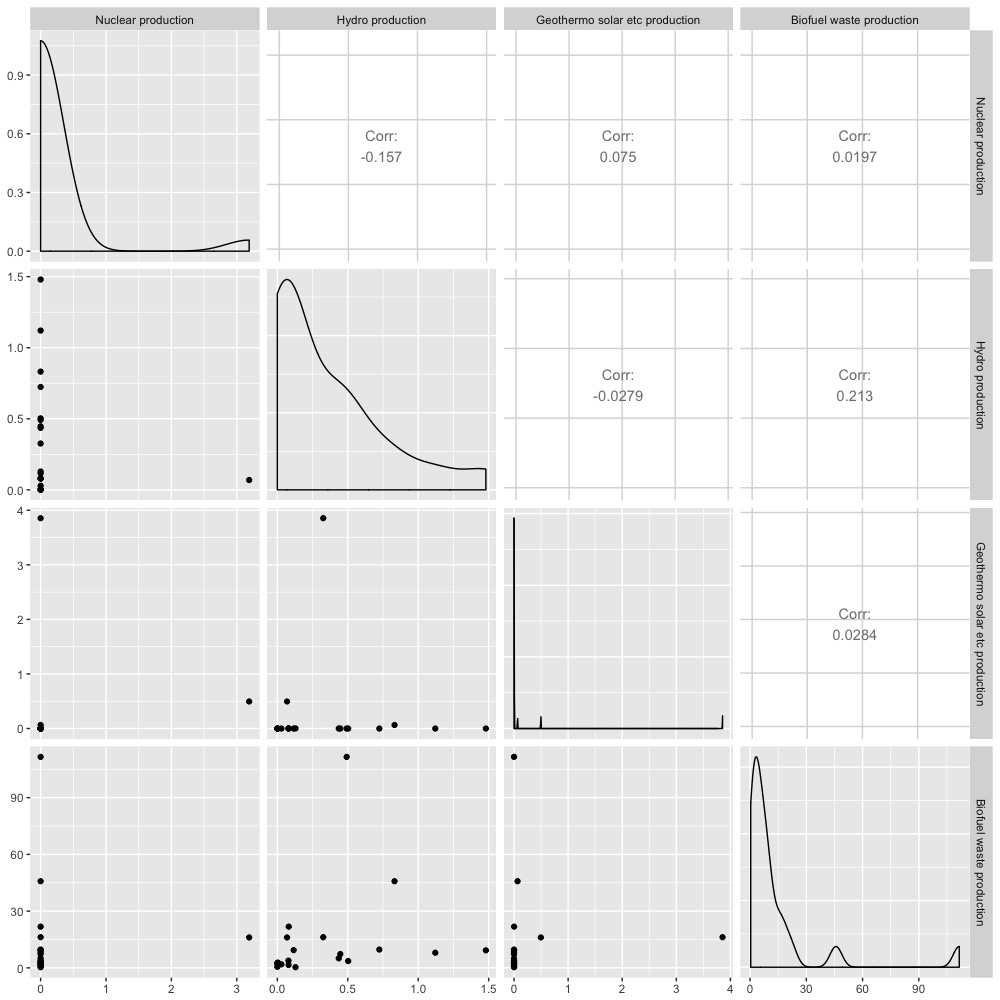 Nuclear production
Hydro production
Geothermo solar etc production
Biofuel waste production
0.9
0.6
0.3
0.0
Corr:
-0.157
Corr:
0.075
Corr:
0.0197
Nuclear production
1.5
1.0
0.5
0.0
Corr:
-0.0279
Corr:
0.213
Hydro production
4
3
2
1
0
Corr:
0.0284
Geothermo solar etc production
90
60
30
0
Biofuel waste production
0 1 2 3
0.0 0.5 1.0 1.5
0 1 2 3 4
0 30 60 90